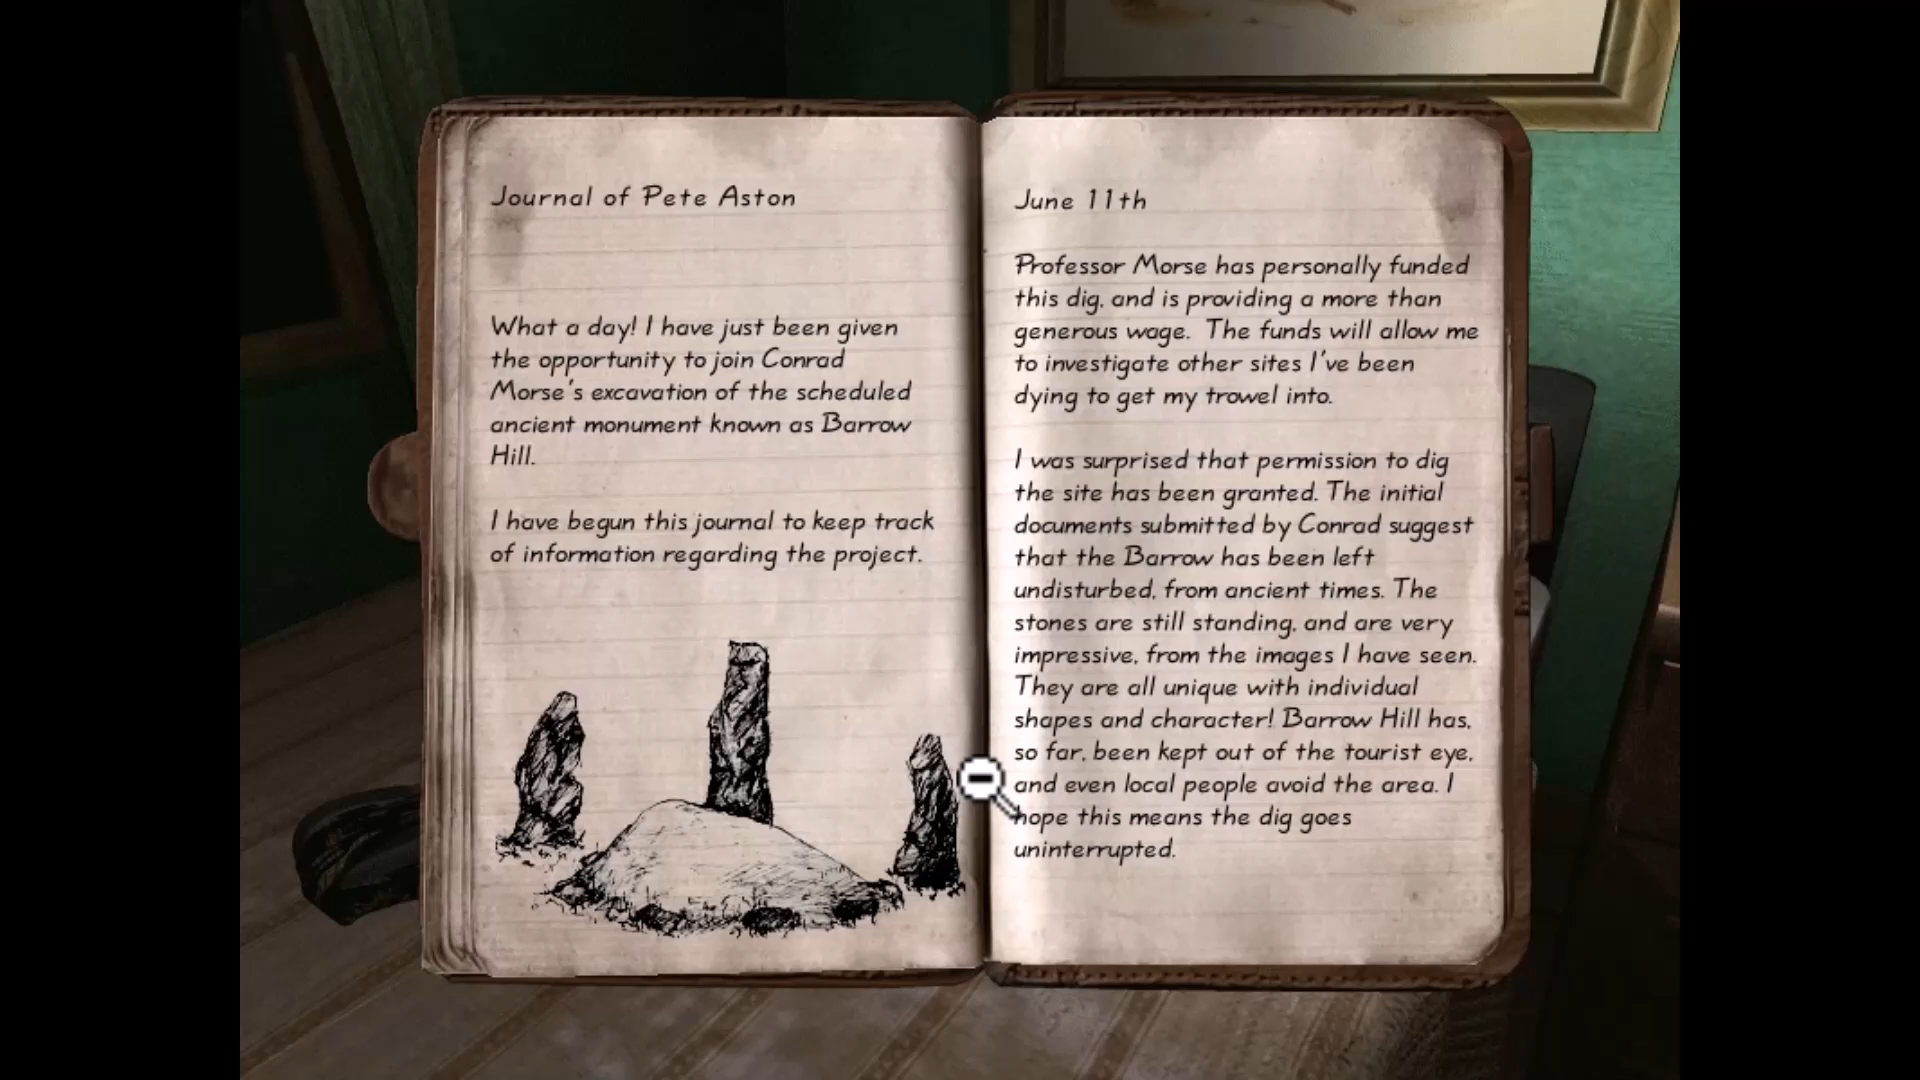 Journal of Pete Aston
What a day! I have just been given
the opportunity to join Conrad
Morse's excavation of the scheduled
ancient monument known as Barrow
Hill.
I have begun this journal to keep track
of information regarding the project.
June 11th
Professor Morse has personally funded
this dig, and is providing a more than
generous wage. The funds will allow me
to investigate other sites I've been
dying to get my trowel into.
I was surprised that permission to dig
the site has been granted. The initial
documents submitted by Conrad suggest
that the Barrow has been left
undisturbed, from ancient times. The
stones are still standing, and are very
impressive, from the images I have seen.
They are all unique with individual
shapes and character! Barrow Hill has,
so far, been kept out of the tourist eye,
and even local people avoid the area. I
hope this means the dig goes
uninterrupted.